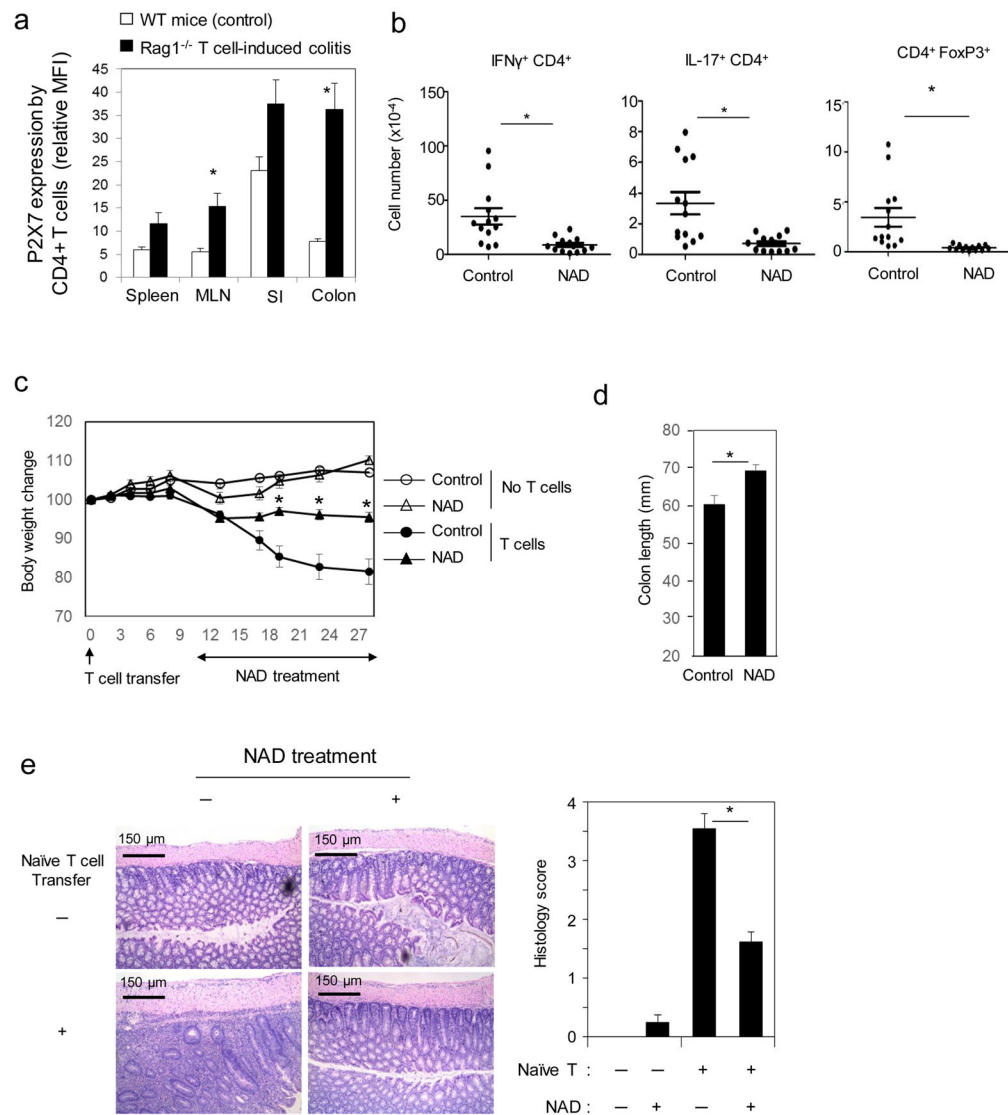 a
WT mice (control)
Rag1-/- T cell-induced colitis
P2X7 expression by
CD4+ T cells (relative MFI)
45
40
35
30
25
20
15
10
5
0
*
*
Spleen MLN SI Colon
b
IFNγ+ CD4+
IL-17+ CD4+
CD4+ FoxP3+
Cell number (x10-4)
150
100
50
0
*
Control NAD
10
8
6
4
2
0
*
Control NAD
15
10
5
0
*
Control NAD
c
Body weight change
120
110
100
90
80
70
* * *
0 3 6 9 12 15 18 21 24 27
T cell transfer
NAD treatment
Control
NAD
No T cells
Control
NAD
T cells
d
Colon length (mm)
80
70
60
50
40
30
20
*
Control NAD
e
NAD treatment
– +
Naïve T cell
Transfer
–
+
150 µm
150 µm
150 µm
150 µm
Histology score
4
3
2
1
0
*
Naïve T : – – + +
NAD : – + – +